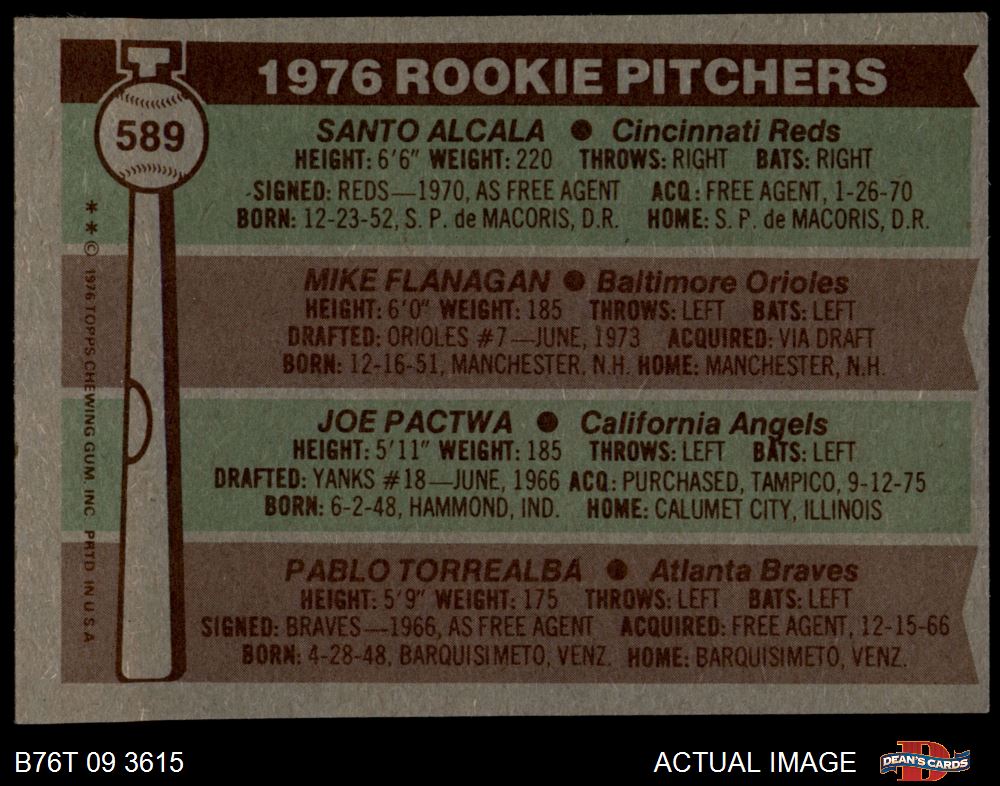 1976 ROOKIE PITCHERS
589
SANTO ALCALA ● Cincinnati Reds
HEIGHT: 6'6" WEIGHT: 220 THROWS: RIGHT BATS: RIGHT
SIGNED: REDS—1970, AS FREE AGENT ACQ: FREE AGENT, 1-26-70
BORN: 12-23-52, S. P. de MACORIS, D.R. HOME: S. P. de MACORIS, D.R.
MIKE FLANAGAN ● Baltimore Orioles
HEIGHT: 6'0" WEIGHT: 185 THROWS: LEFT BATS: LEFT
DRAFTED: ORIOLES #7—JUNE, 1973 ACQUIRED: VIA DRAFT
BORN: 12-16-51, MANCHESTER, N.H. HOME: MANCHESTER, N.H.
JOE PACTWA ● California Angels
HEIGHT: 5'11" WEIGHT: 185 THROWS: LEFT BATS: LEFT
DRAFTED: YANKS #18—JUNE, 1966 ACQ: PURCHASED, TAMPICO, 9-12-75
BORN: 6-2-48, HAMMOND, IND. HOME: CALUMET CITY, ILLINOIS
PABLO TORREALBA ● Atlanta Braves
HEIGHT: 5'9" WEIGHT: 175 THROWS: LEFT BATS: LEFT
SIGNED: BRAVES—1966, AS FREE AGENT ACQUIRED: FREE AGENT, 12-15-66
BORN: 4-28-48, BARQUISIMETO, VENZ. HOME: BARQUISIMETO, VENZ.
* * © 1976 TOPPS CHEWING GUM, INC. PRTD. IN U.S.A.
B76T 09 3615
ACTUAL IMAGE
D
DEAN'S CARDS